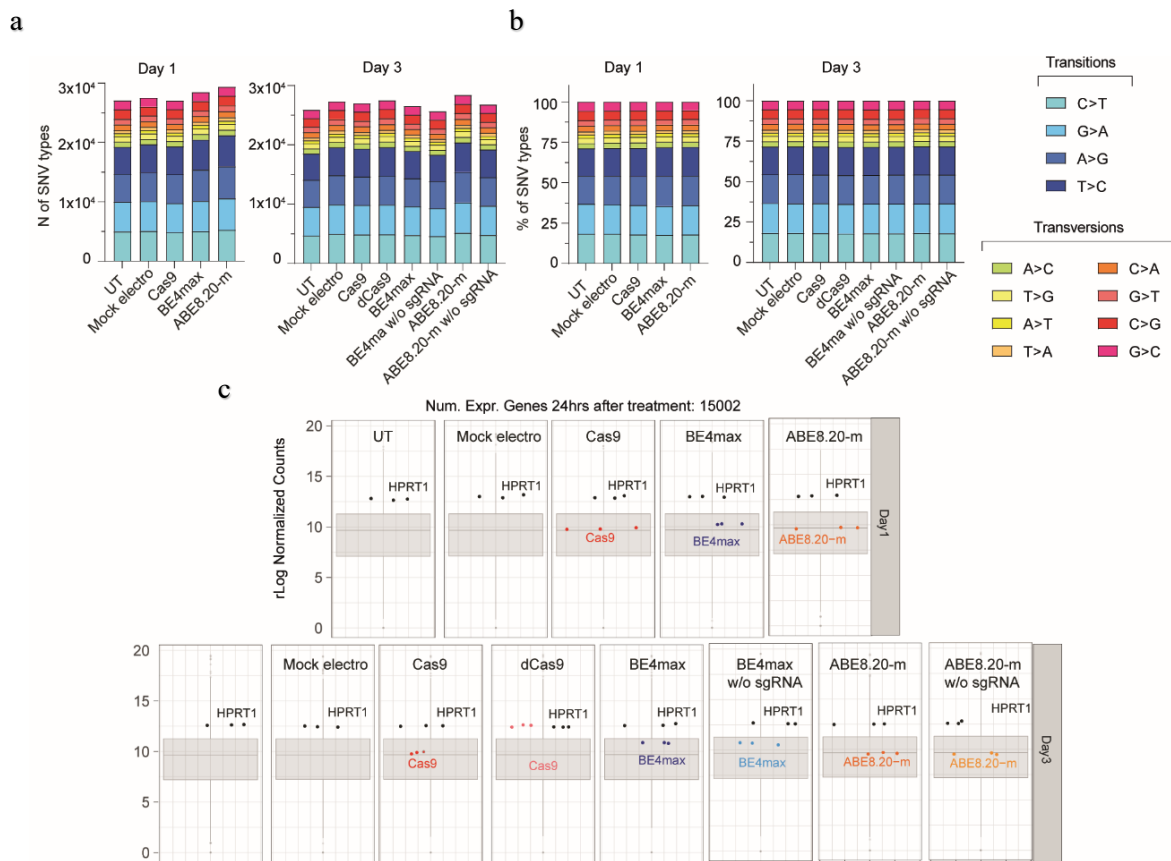 a
b
Day 1
Day 3
Day 1
Day 3
N of SNV types
3x10⁴
2x10⁴
1x10⁴
0
3x10⁴
2x10⁴
1x10⁴
0
UT
Mock electro
Cas9
BE4max
ABE8.20-m
UT
Mock electro
Cas9
dCas9
BE4max
BE4ma w/o sgRNA
ABE8.20-m
ABE8.20-m w/o sgRNA
% of SNV types
100
75
50
25
0
100
75
50
25
0
UT
Mock electro
Cas9
BE4max
ABE8.20-m
UT
Mock electro
Cas9
dCas9
BE4max
BE4ma w/o sgRNA
ABE8.20-m
ABE8.20-m w/o sgRNA
Transitions
C>T
G>A
A>G
T>C
Transversions
A>C
C>A
T>G
G>T
A>T
C>G
T>A
G>C
c
Num. Expr. Genes 24hrs after treatment: 15002
rLog Normalized Counts
20
15
10
5
0
UT
HPRT1
Mock electro
HPRT1
Cas9
HPRT1
Cas9
BE4max
HPRT1
BE4max
ABE8.20-m
HPRT1
ABE8.20−m
Day1
20
15
10
5
0
HPRT1
Mock electro
HPRT1
Cas9
HPRT1
Cas9
dCas9
HPRT1
Cas9
BE4max
HPRT1
BE4max
BE4max
w/o sgRNA
HPRT1
BE4max
ABE8.20-m
HPRT1
ABE8.20−m
ABE8.20-m
w/o sgRNA
HPRT1
ABE8.20−m
Day3